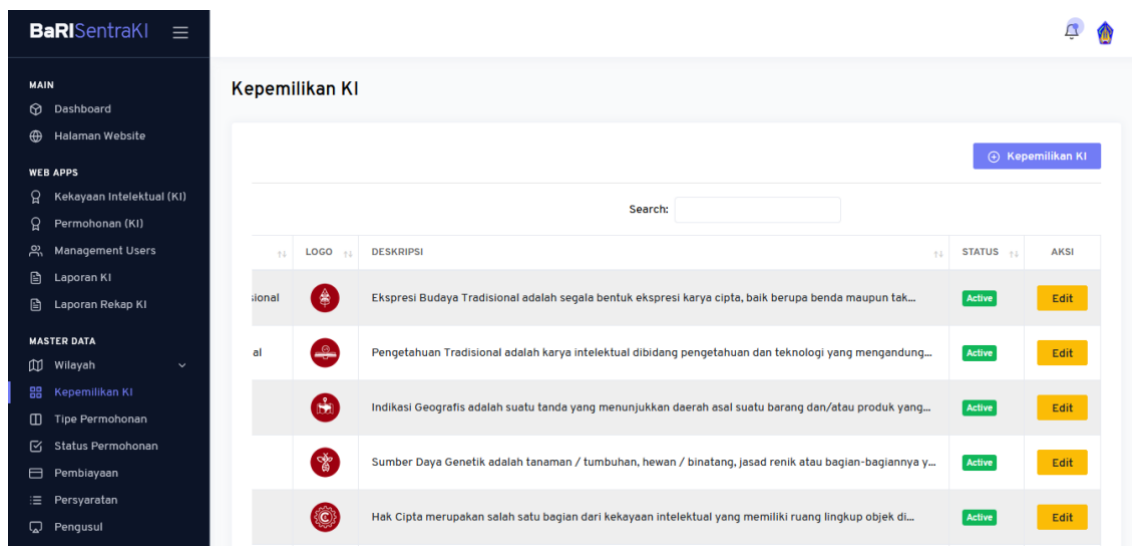 BaRISentraKI
MAIN
Dashboard
Halaman Website
WEB APPS
Kekayaan Intelektual (KI)
Permohonan (KI)
Management Users
Laporan KI
Laporan Rekap KI
MASTER DATA
Wilayah
Kepemilikan KI
Tipe Permohonan
Status Permohonan
Pembiayaan
Persyaratan
Pengusul
Kepemilikan KI
Kepemilikan KI
Search:
LOGO DESKRIPSI STATUS AKSI
sional Ekspresi Budaya Tradisional adalah segala bentuk ekspresi karya cipta, baik berupa benda maupun tak... Active Edit
al Pengetahuan Tradisional adalah karya intelektual dibidang pengetahuan dan teknologi yang mengandung... Active Edit
Indikasi Geografis adalah suatu tanda yang menunjukkan daerah asal suatu barang dan/atau produk yang... Active Edit
Sumber Daya Genetik adalah tanaman / tumbuhan, hewan / binatang, jasad renik atau bagian-bagiannya y... Active Edit
Hak Cipta merupakan salah satu bagian dari kekayaan intelektual yang memiliki ruang lingkup objek di... Active Edit